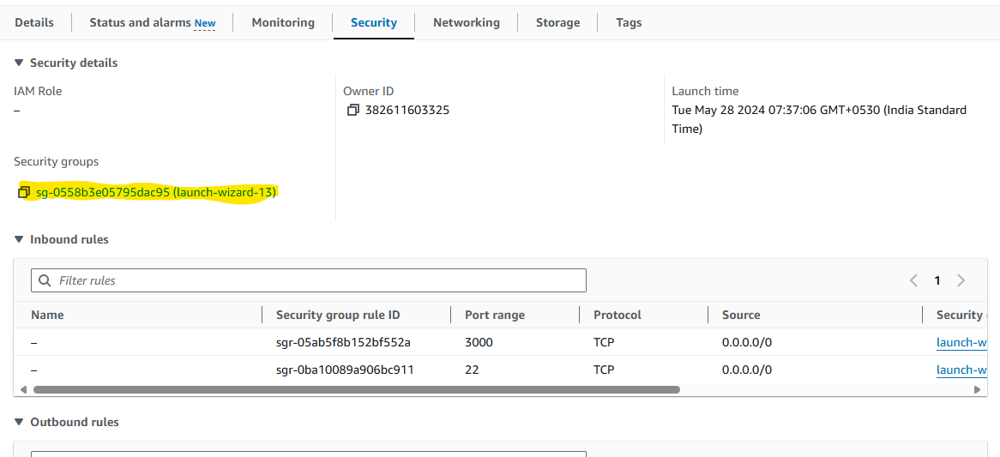 Details Status and alarms New Monitoring Security Networking Storage Tags
Security details
IAM Role
–
Owner ID
382611603325
Launch time
Tue May 28 2024 07:37:06 GMT+0530 (India Standard
Time)
Security groups
sg-0558b3e05795dac95 (launch-wizard-13)
Inbound rules
Filter rules 1
Name Security group rule ID Port range Protocol Source Security
– sgr-05ab5f8b152bf552a 3000 TCP 0.0.0.0/0 launch-w
– sgr-0ba10089a906bc911 22 TCP 0.0.0.0/0 launch-w
Outbound rules